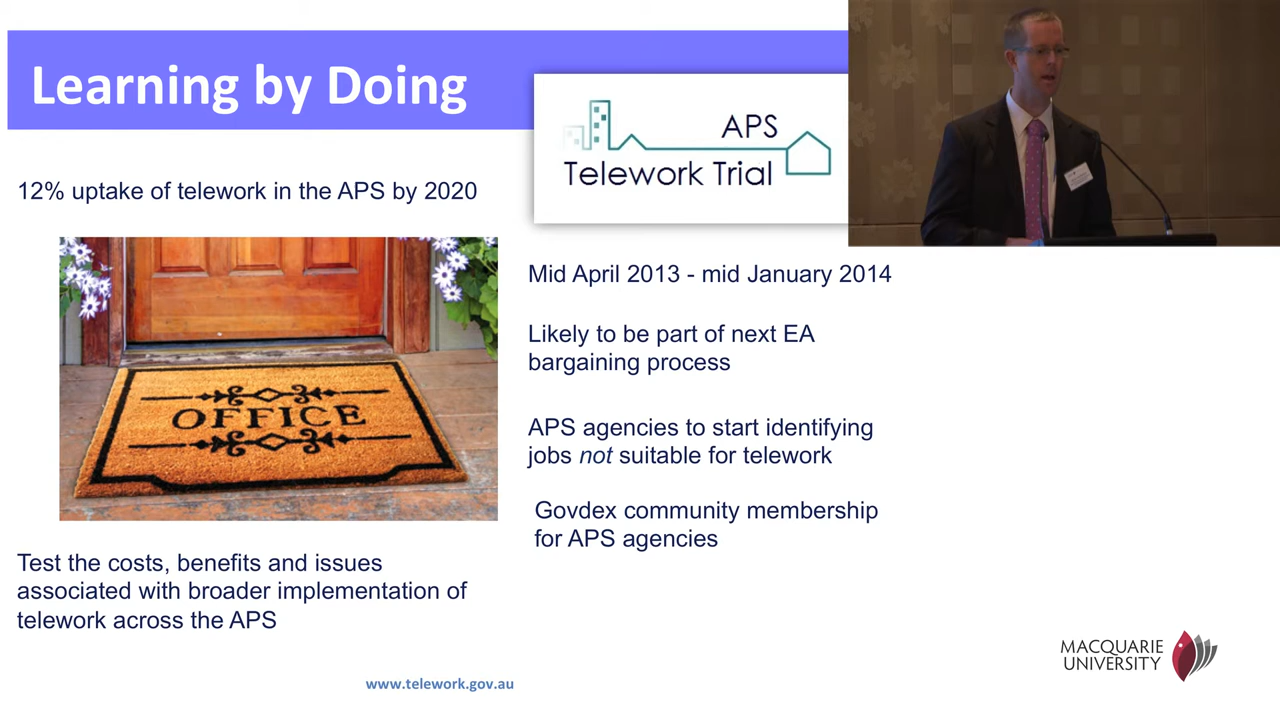 Learning by Doing
APS
Telework Trial
12% uptake of telework in the APS by 2020
OFFICE
Test the costs, benefits and issues
associated with broader implementation of
telework across the APS
Mid April 2013 - mid January 2014
Likely to be part of next EA
bargaining process
APS agencies to start identifying
jobs not suitable for telework
Govdex community membership
for APS agencies
www.telework.gov.au
MACQUARIE
UNIVERSITY